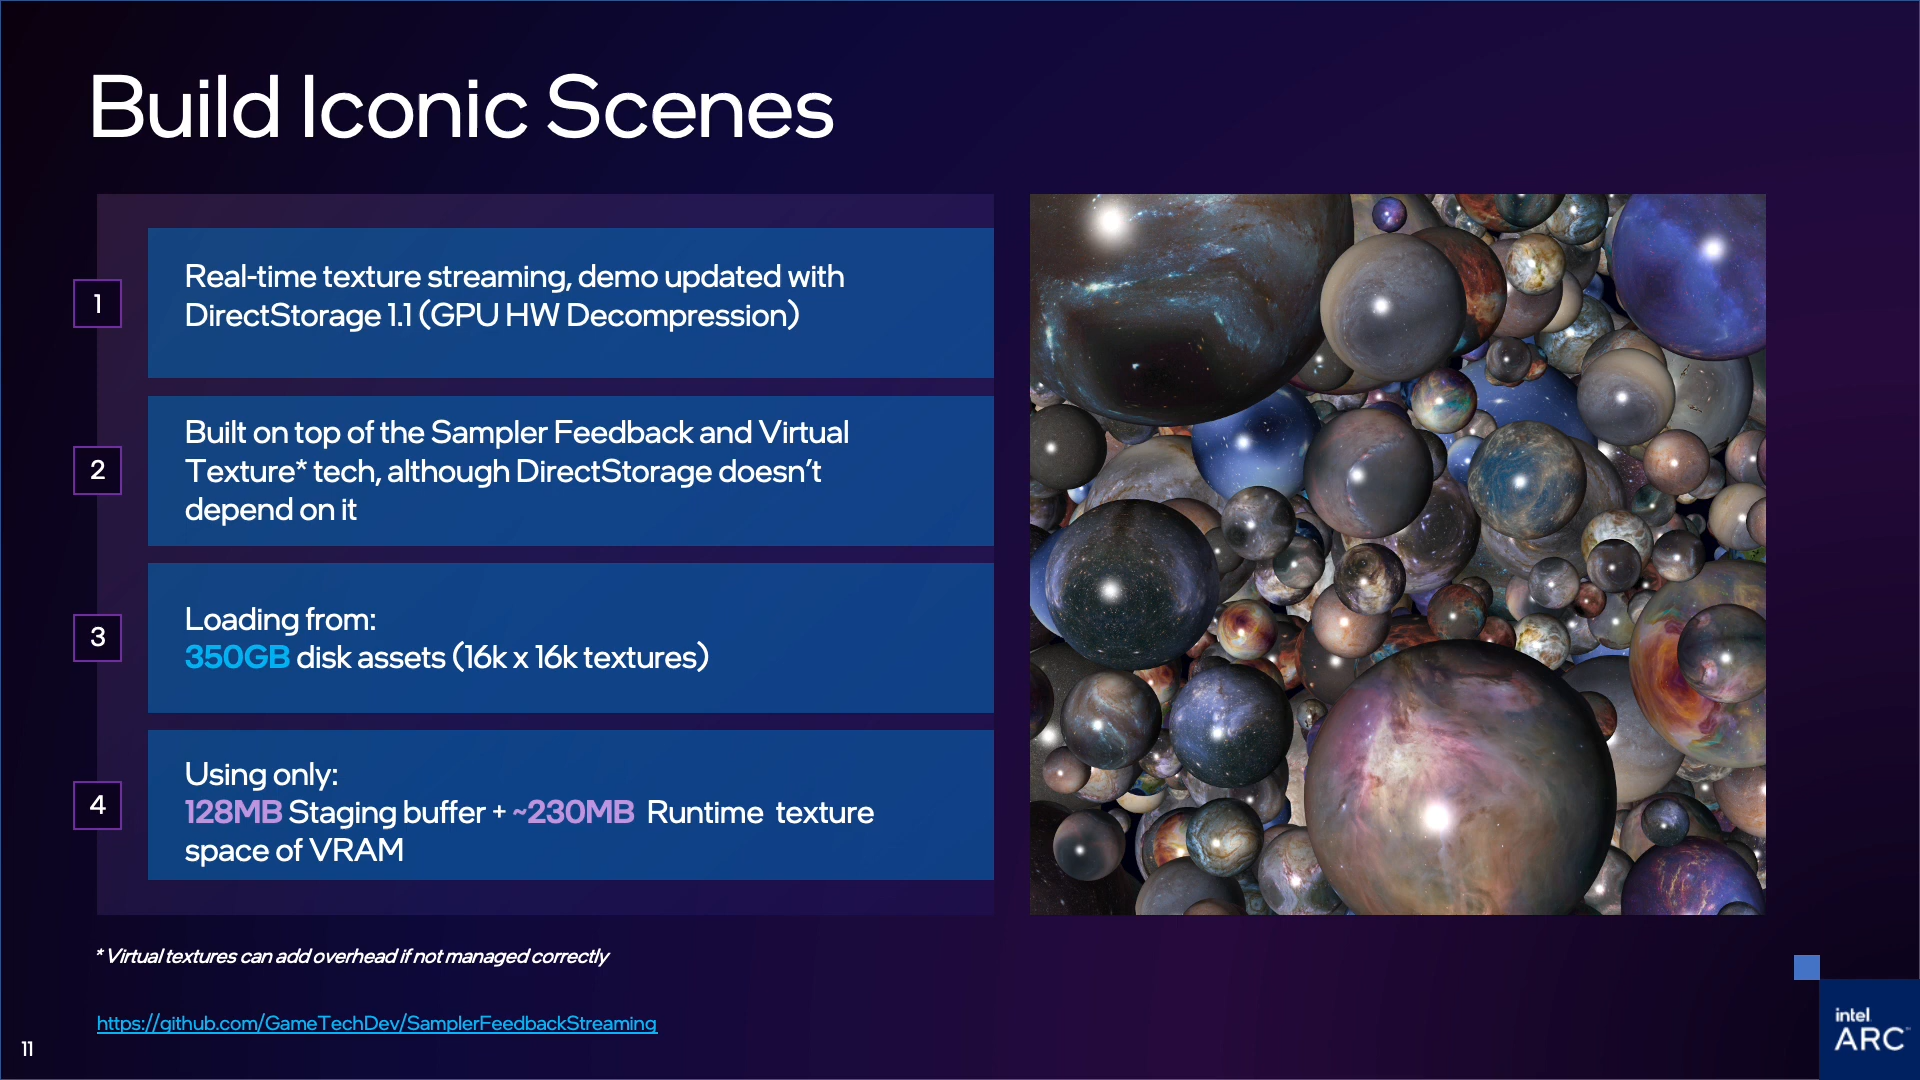 Build Iconic Scenes
1
Real-time texture streaming, demo updated with
DirectStorage 1.1 (GPU HW Decompression)
2
Built on top of the Sampler Feedback and Virtual
Texture* tech, although DirectStorage doesn’t
depend on it
3
Loading from:
350GB disk assets (16k x 16k textures)
4
Using only:
128MB Staging buffer + ~230MB Runtime texture
space of VRAM
* Virtual textures can add overhead if not managed correctly
https://github.com/GameTechDev/SamplerFeedbackStreaming
11
intel
ARC™